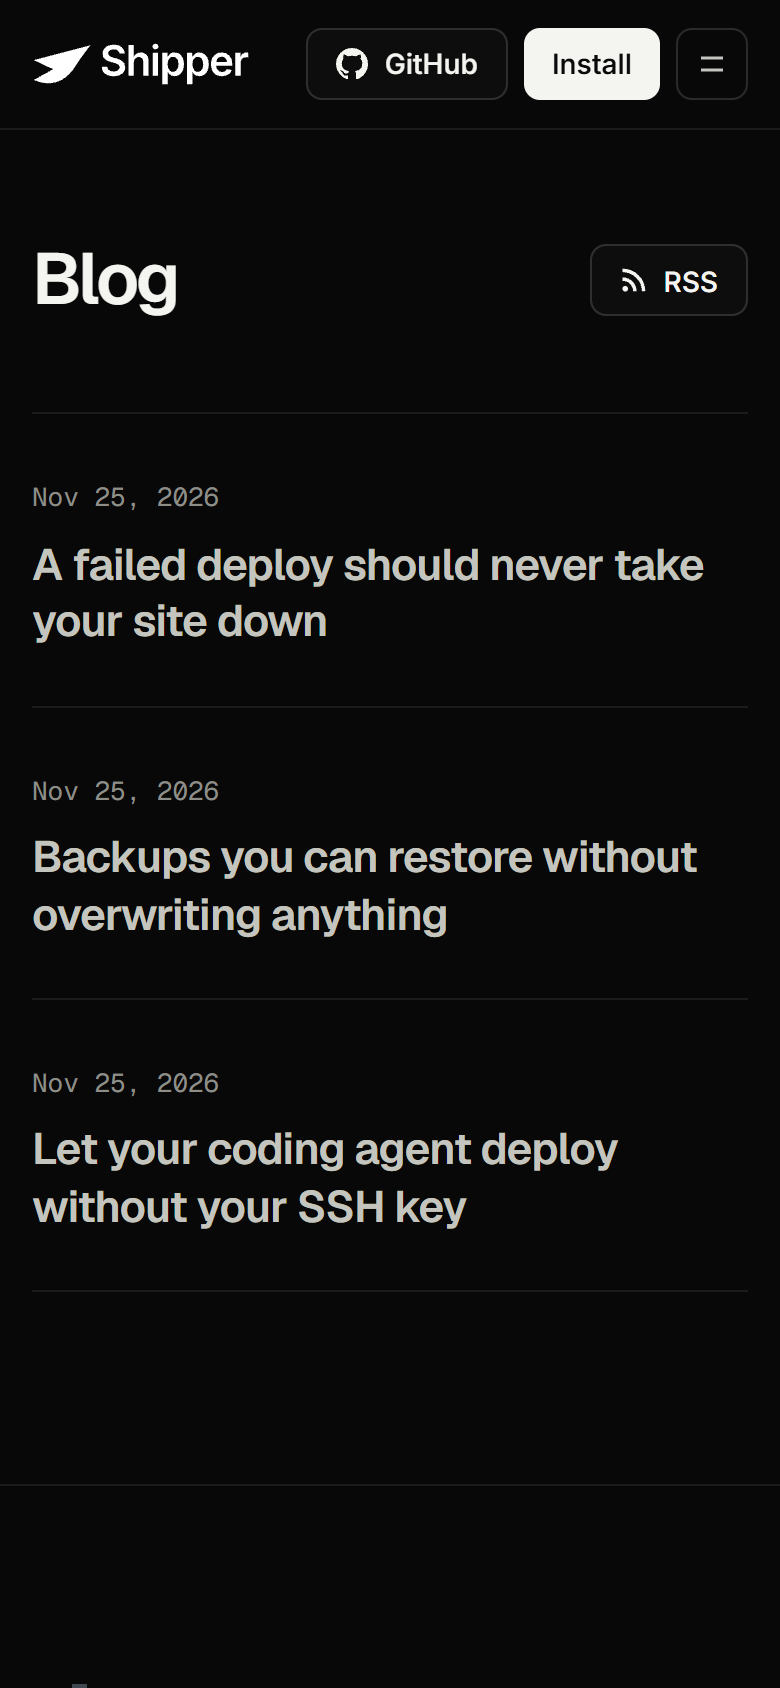 Shipper
GitHub
Install
Blog
RSS
Nov 25, 2026
A failed deploy should never take
your site down
Nov 25, 2026
Backups you can restore without
overwriting anything
Nov 25, 2026
Let your coding agent deploy
without your SSH key